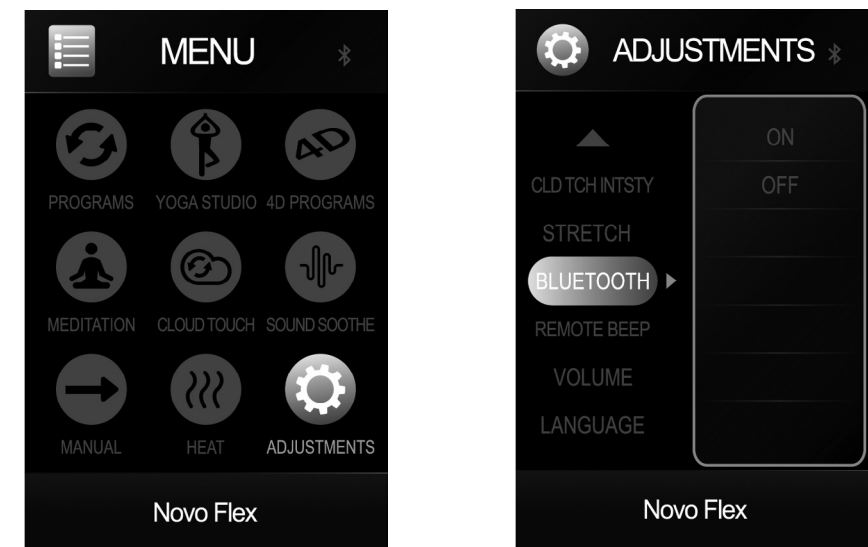 MENU
PROGRAMS
YOGA STUDIO
4D
4D PROGRAMS
MEDITATION
CLOUD TOUCH
SOUND SOOTHE
MANUAL
HEAT
ADJUSTMENTS
Novo Flex
ADJUSTMENTS
CLD TCH INTSTY
STRETCH
BLUETOOTH
REMOTE BEEP
VOLUME
LANGUAGE
ON
OFF
Novo Flex